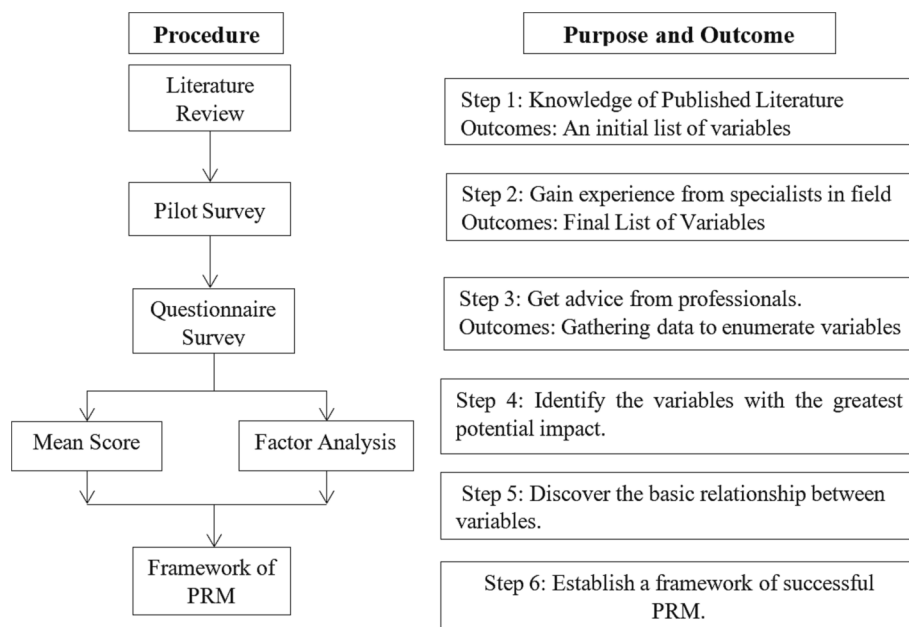 Procedure
Literature
Review
Pilot Survey
Questionnaire
Survey
Mean Score
Factor Analysis
Framework of
PRM
Purpose and Outcome
Step 1: Knowledge of Published Literature
Outcomes: An initial list of variables
Step 2: Gain experience from specialists in field
Outcomes: Final List of Variables
Step 3: Get advice from professionals.
Outcomes: Gathering data to enumerate variables
Step 4: Identify the variables with the greatest
potential impact.
Step 5: Discover the basic relationship between
variables.
Step 6: Establish a framework of successful
PRM.